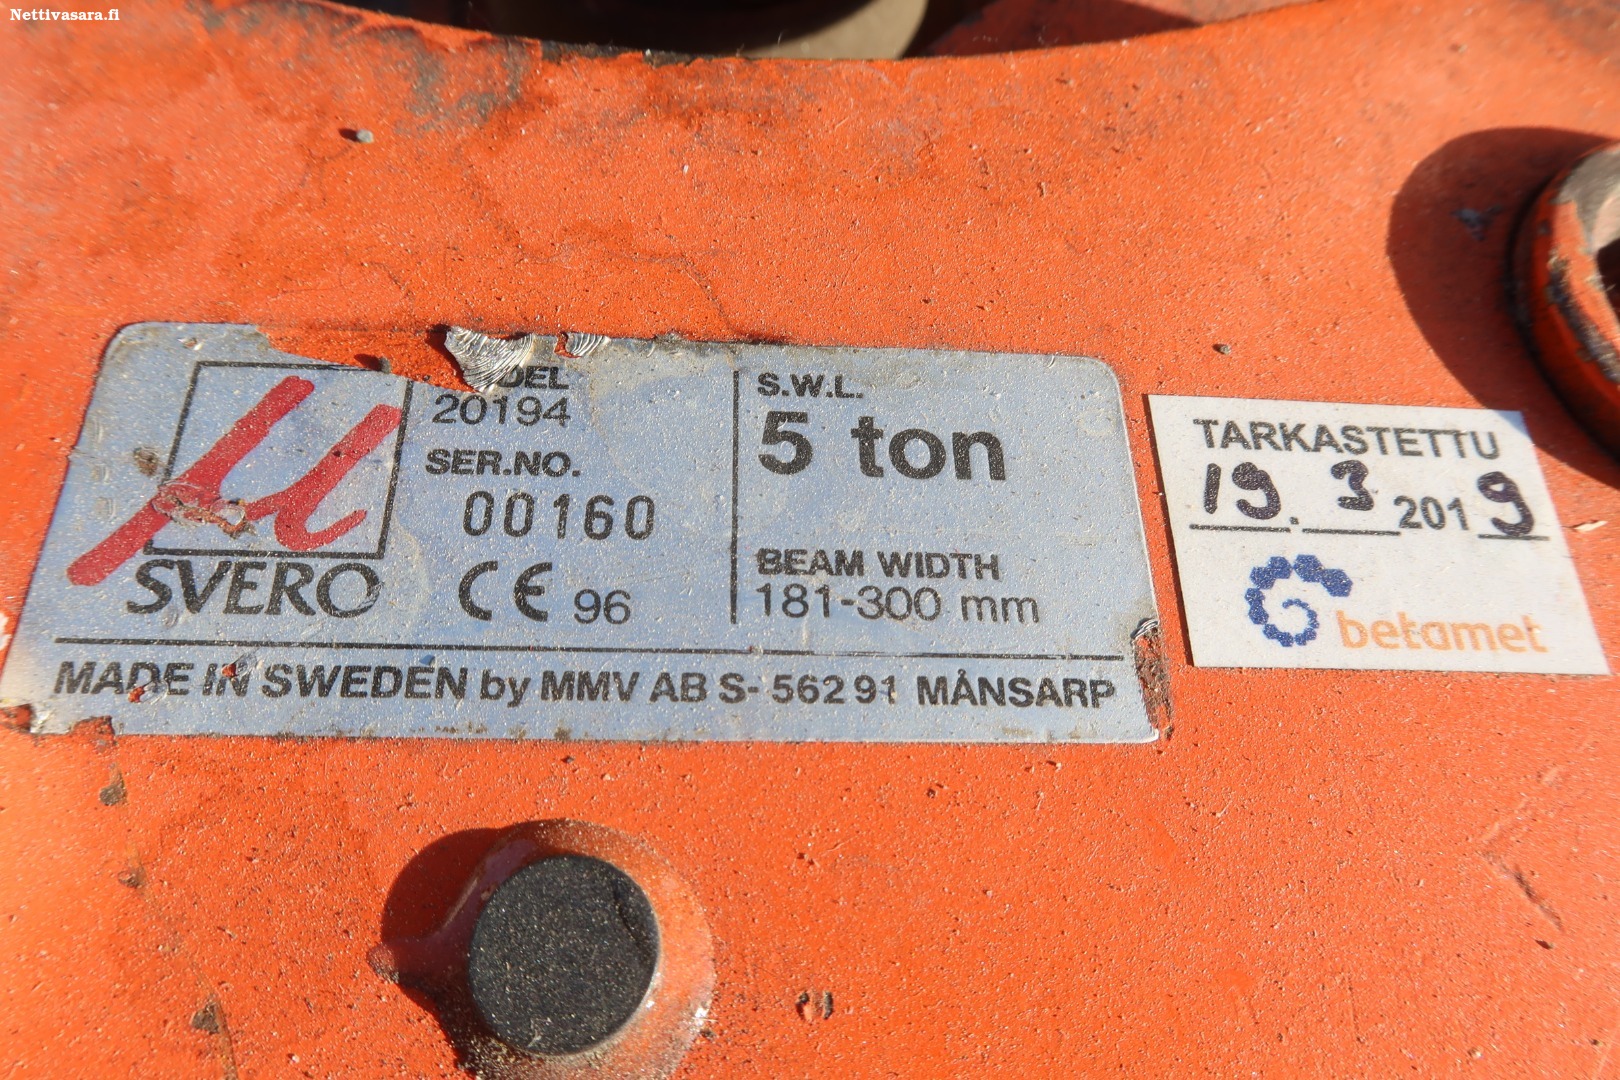 Nettivasara.fi
µ
SVERO
20194
SER.NO.
00160
CE 96
S.W.L.
5 ton
BEAM WIDTH
181-300 mm
MADE IN SWEDEN by MMV AB S- 562 91 MÅNSARP
TARKASTETTU
19. 3 2019
betamet